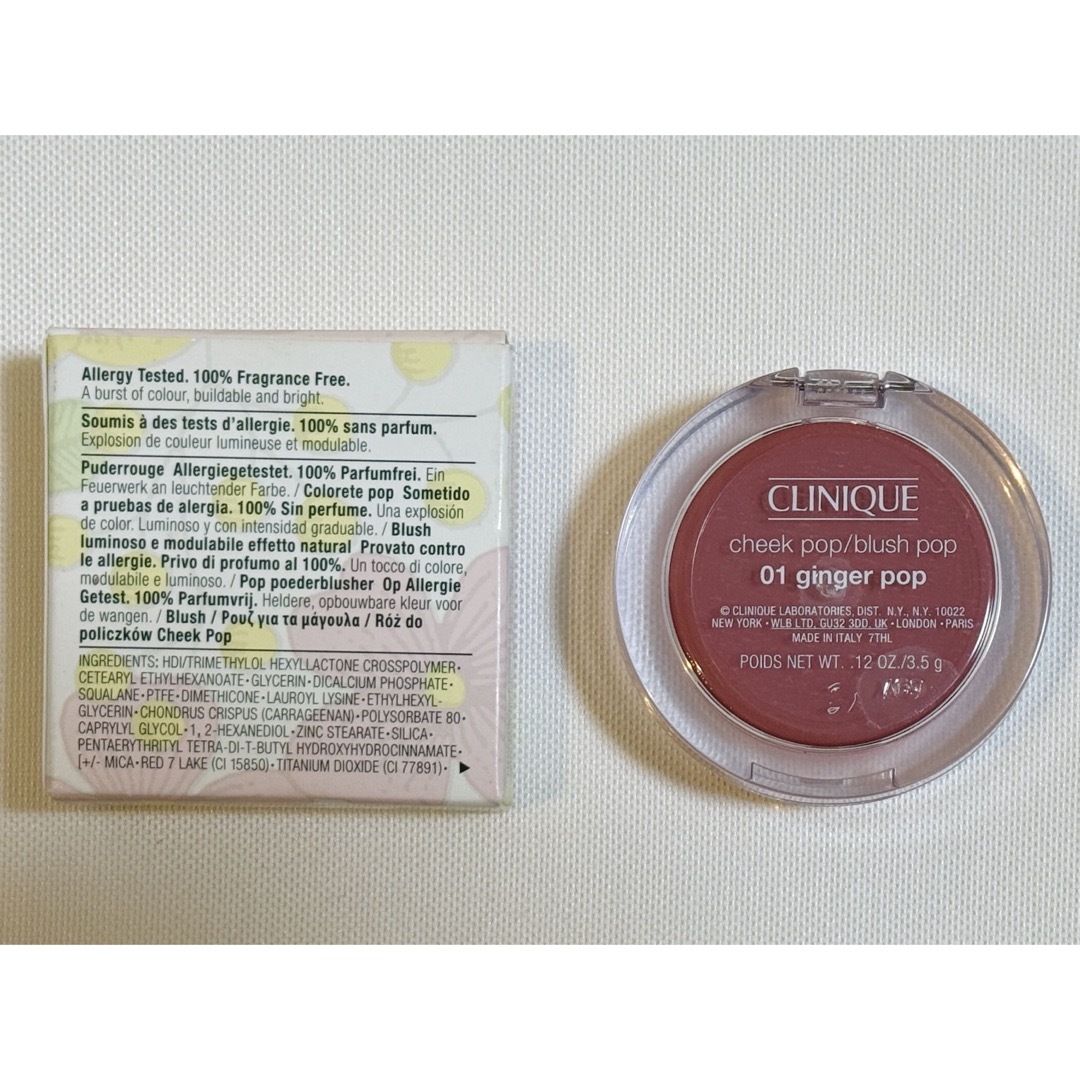 Allergy Tested. 100% Fragrance Free.
A burst of colour, buildable and bright.
Soumis à des tests d'allergie. 100% sans parfum.
Explosion de couleur lumineuse et modulable.
Puderrouge Allergiegetestet. 100% Parfumfrei. Ein
Feuerwerk an leuchtender Farbe. / Colorete pop Sometido
a pruebas de alergia. 100% Sin perfume. Una explosión
de color. Luminoso y con intensidad graduable. / Blush
luminoso e modulabile effetto natural Provato contro
le allergie. Privo di profumo al 100%. Un tocco di colore,
modulabile e luminoso. / Pop poederblusher Op Allergie
Getest. 100% Parfumvrij. Heldere, opbouwbare kleur voor
de wangen. / Blush / Ρουζ για τα μάγουλα / Róż do
policzków Cheek Pop
INGREDIENTS: HDI/TRIMETHYLOL HEXYLLACTONE CROSSPOLYMER•
CETEARYL ETHYLHEXANOATE•GLYCERIN•DICALCIUM PHOSPHATE•
SQUALANE•PTFE•DIMETHICONE•LAUROYL LYSINE•ETHYLHEXYL-
GLYCERIN•CHONDRUS CRISPUS (CARRAGEENAN)•POLYSORBATE 80•
CAPRYLYL GLYCOL•1, 2-HEXANEDIOL•ZINC STEARATE•SILICA•
PENTAERYTHRITYL TETRA-DI-T-BUTYL HYDROXYHYDROCINNAMATE•
[+/- MICA•RED 7 LAKE (CI 15850)•TITANIUM DIOXIDE (CI 77891)• ▶
CLINIQUE
cheek pop/blush pop
01 ginger pop
© CLINIQUE LABORATORIES, DIST. N.Y., N.Y. 10022
NEW YORK • WLB LTD, GU32 3DD, UK • LONDON • PARIS
MADE IN ITALY 7THL
POIDS NET WT. .12 OZ./3.5 g